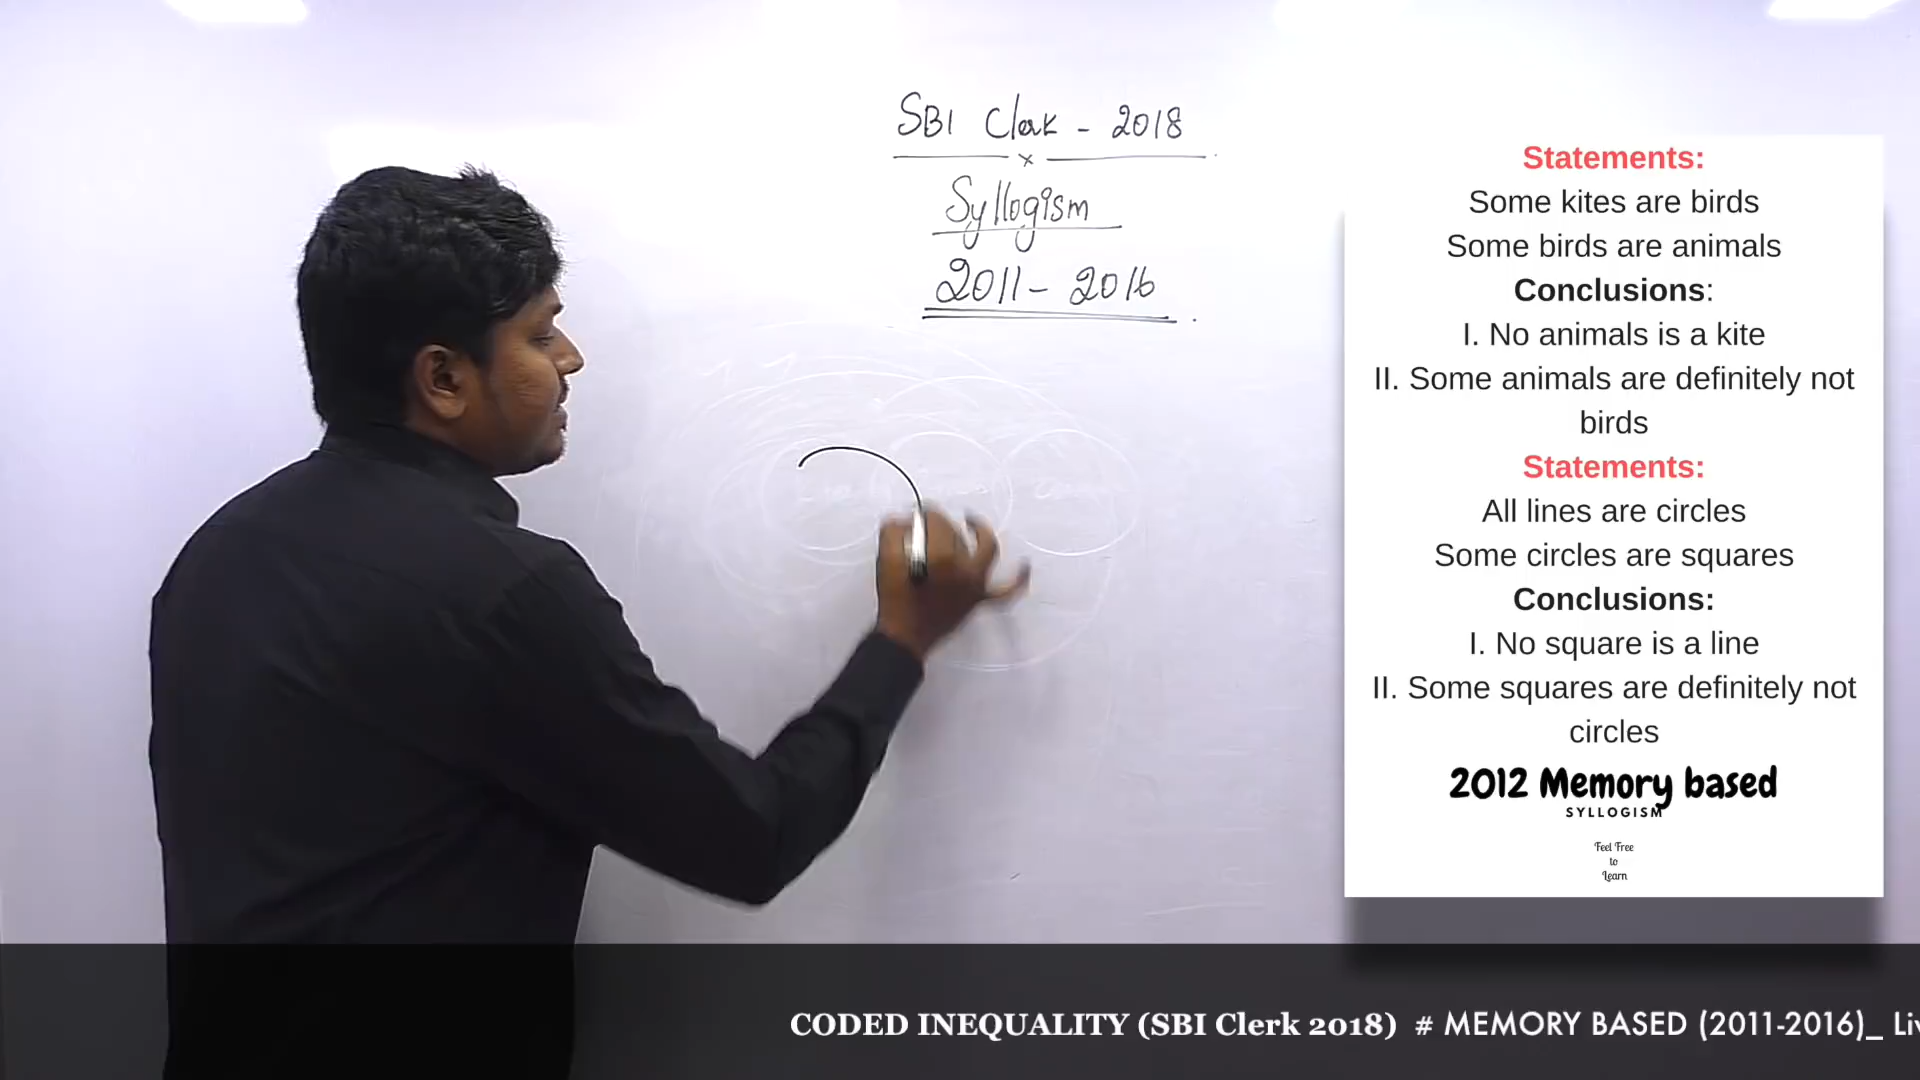 SBI Clerk - 2018
Syllogism
2011 - 2016
Statements:
Some kites are birds
Some birds are animals
Conclusions:
I. No animals is a kite
II. Some animals are definitely not
birds
Statements:
All lines are circles
Some circles are squares
Conclusions:
I. No square is a line
II. Some squares are definitely not
circles
2012 Memory based
SYLLOGISM
Feel Free
to
Learn
CODED INEQUALITY (SBI Clerk 2018) # MEMORY BASED (2011-2016)_ Liv